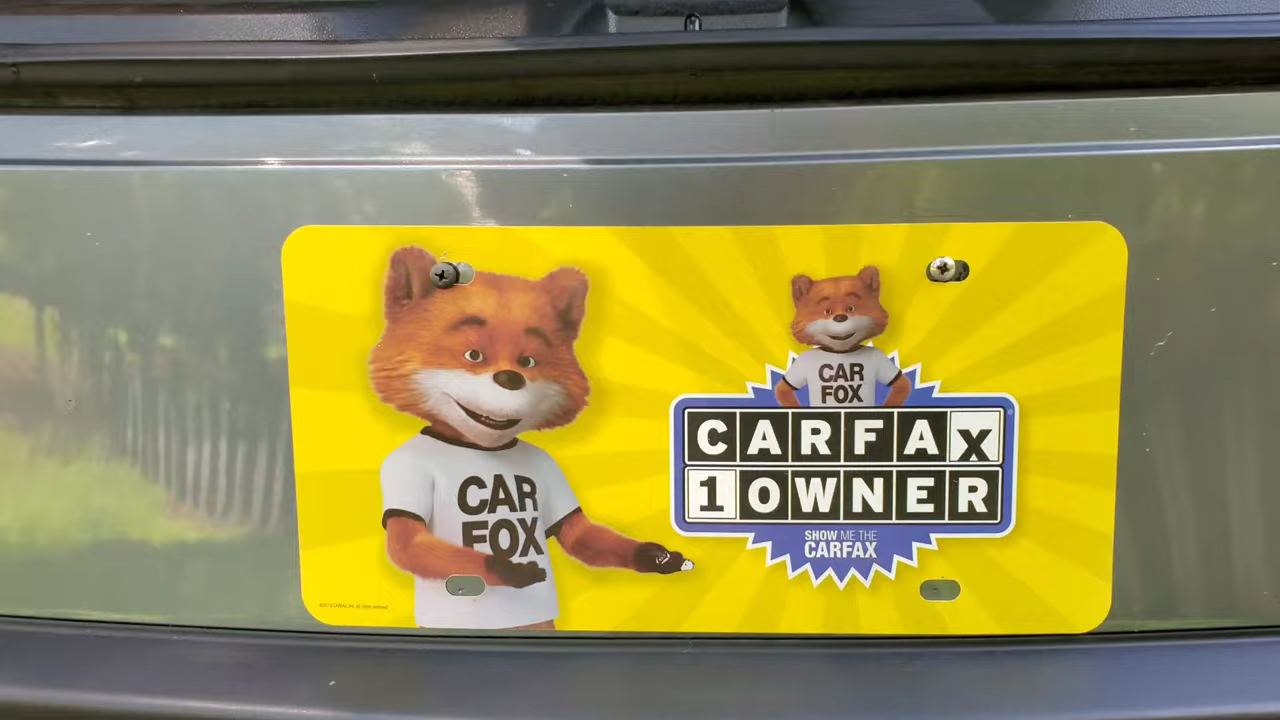 CAR
FOX
CAR
FOX
CARFAX
1OWNER
SHOW ME THE
CARFAX